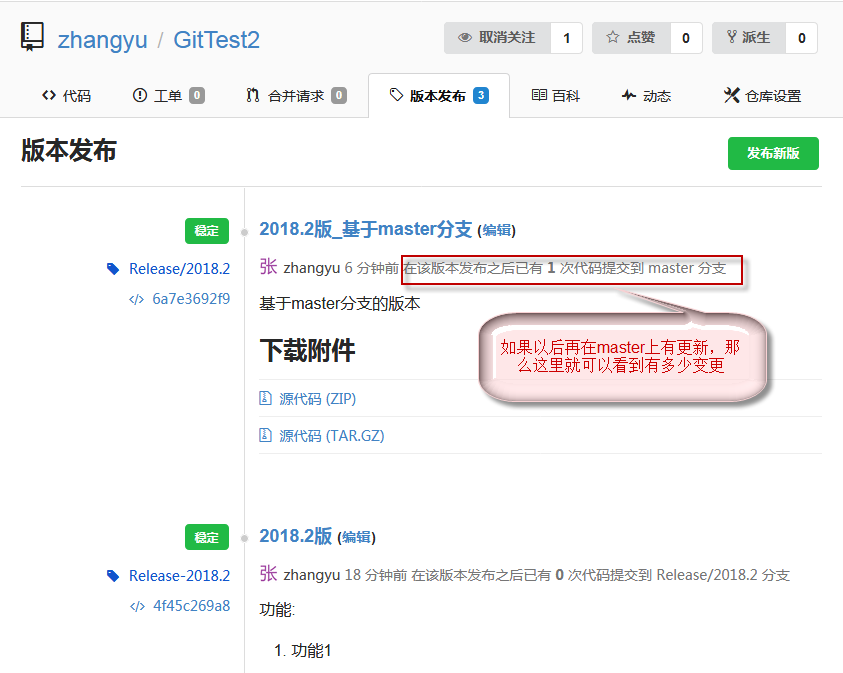 zhangyu / GitTest2
取消关注 1
点赞 0
派生 0
代码
工单 0
合并请求 0
版本发布 3
百科
动态
仓库设置
版本发布
发布新版
稳定
Release/2018.2
6a7e3692f9
2018.2版_基于master分支 (编辑)
张 zhangyu 6 分钟前 在该版本发布之后已有 1 次代码提交到 master 分支
基于master分支的版本
如果以后再在master上有更新，那
么这里就可以看到有多少变更
下载附件
源代码 (ZIP)
源代码 (TAR.GZ)
稳定
Release-2018.2
4f45c269a8
2018.2版 (编辑)
张 zhangyu 18 分钟前 在该版本发布之后已有 0 次代码提交到 Release/2018.2 分支
功能:
1. 功能1